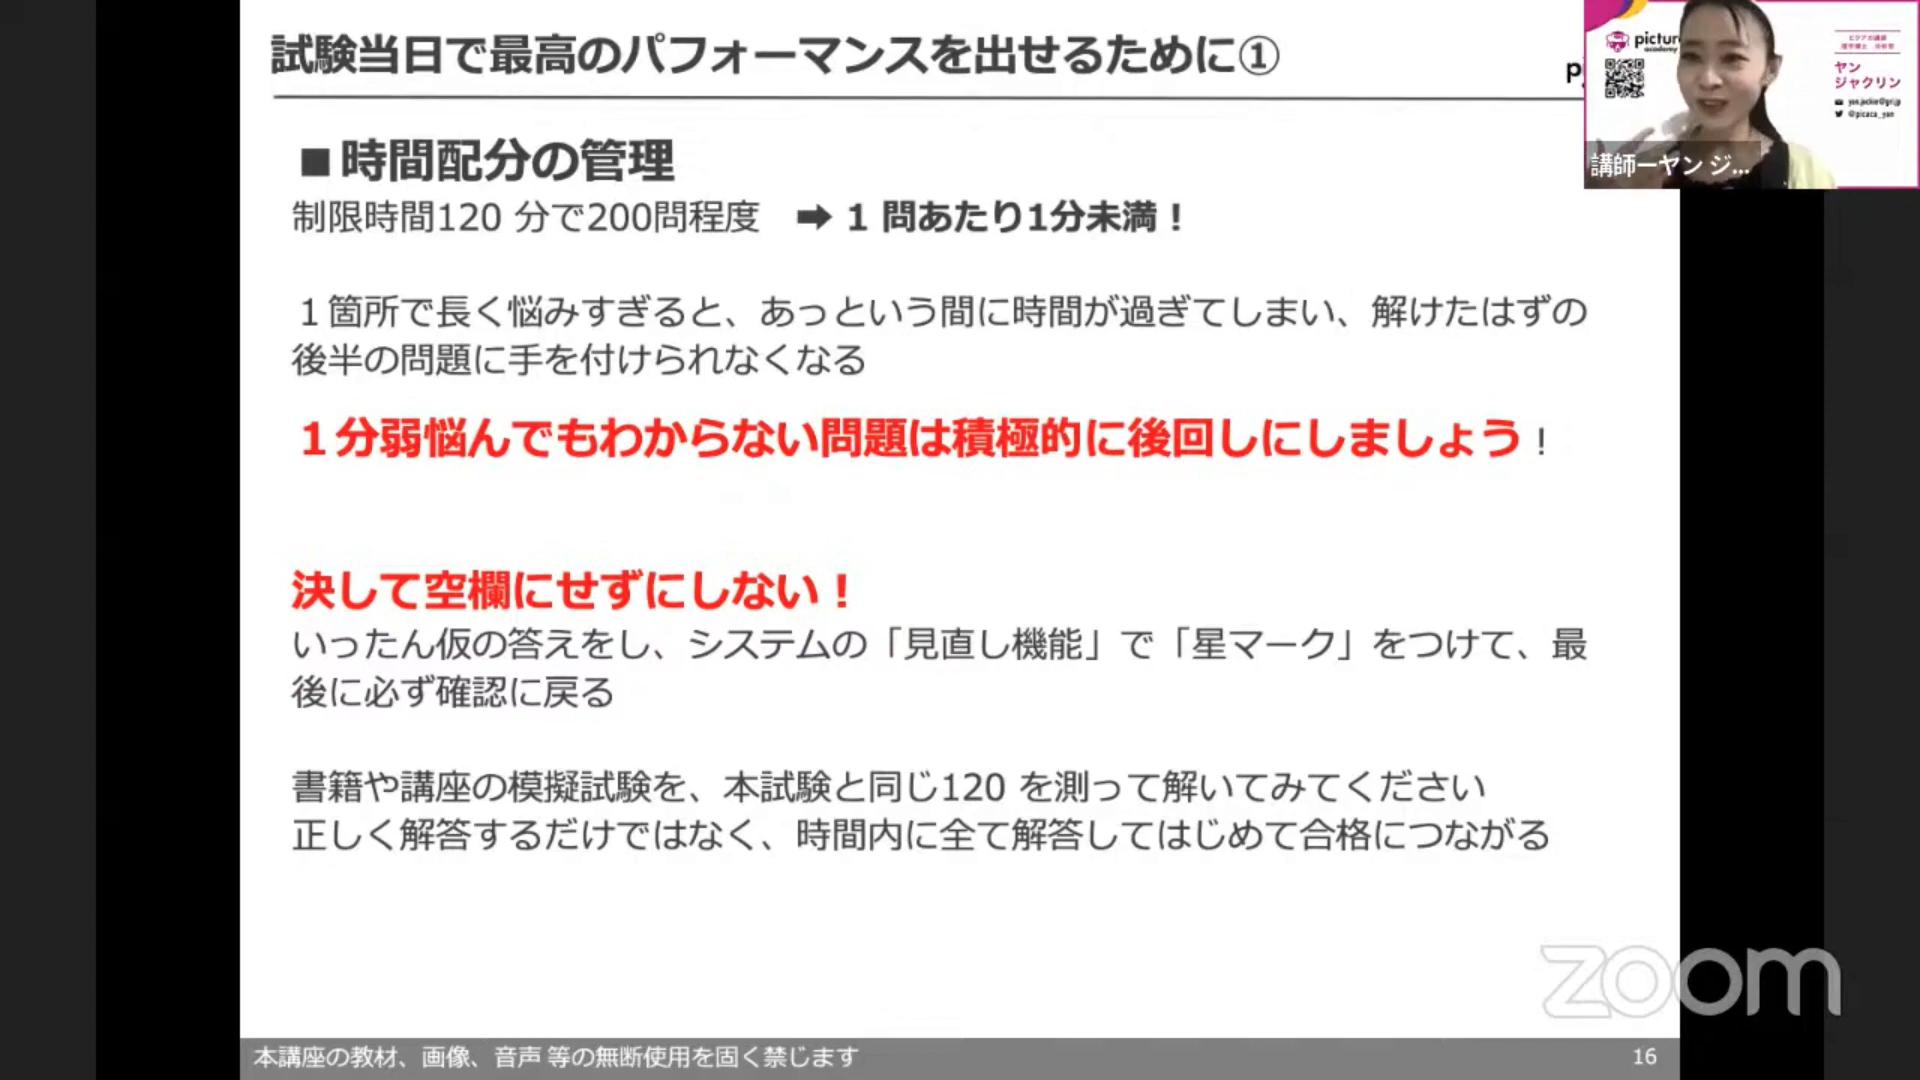 試験当日で最高のパフォーマンスを出せるために①
■時間配分の管理
制限時間120 分で200問程度 ➡ 1 問あたり1分未満！
１箇所で長く悩みすぎると、あっという間に時間が過ぎてしまい、解けたはずの
後半の問題に手を付けられなくなる
１分弱悩んでもわからない問題は積極的に後回しにしましょう！
決して空欄にせずにしない！
いったん仮の答えをし、システムの「見直し機能」で「星マーク」をつけて、最
後に必ず確認に戻る
書籍や講座の模擬試験を、本試験と同じ120 を測って解いてみてください
正しく解答するだけではなく、時間内に全て解答してはじめて合格につながる
本講座の教材、画像、音声 等の無断使用を固く禁じます
16
zoom
academy
ヤン
ジャクリン
@picaca_yan
講師ーヤン ジ...